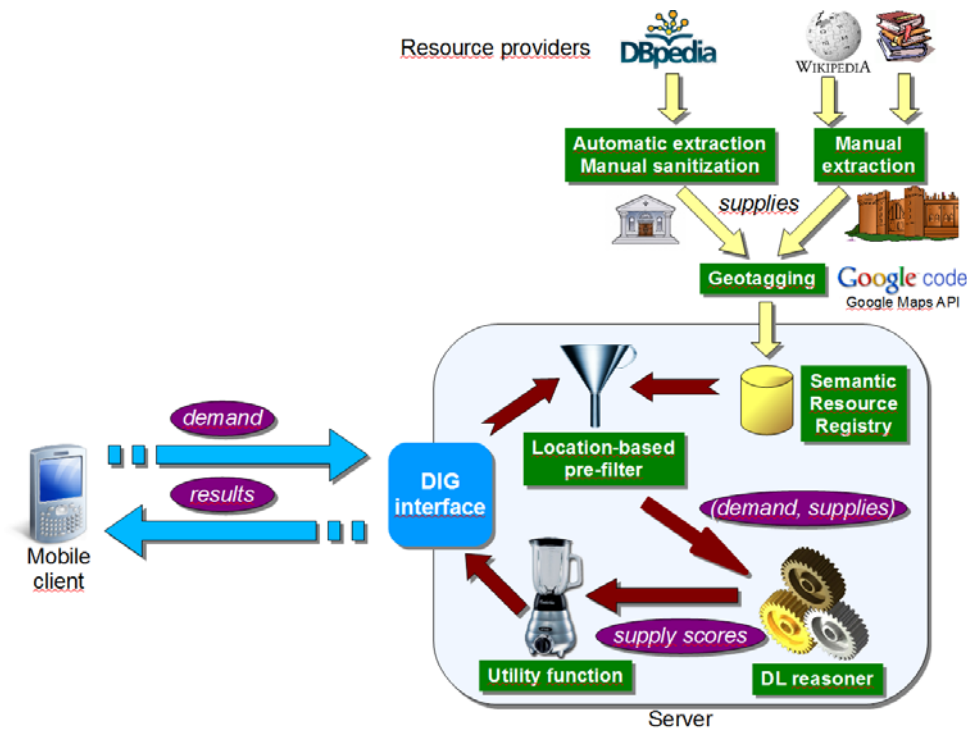 Resource providers
DBpedia
WIKIPEDIA
Automatic extraction
Manual sanitization
Manual
extraction
supplies
Geotagging
Google code
Google Maps API
Semantic
Resource
Registry
Location-based
pre-filter
demand
results
DIG
interface
Mobile
client
(demand, supplies)
supply scores
Utility function
DL reasoner
Server